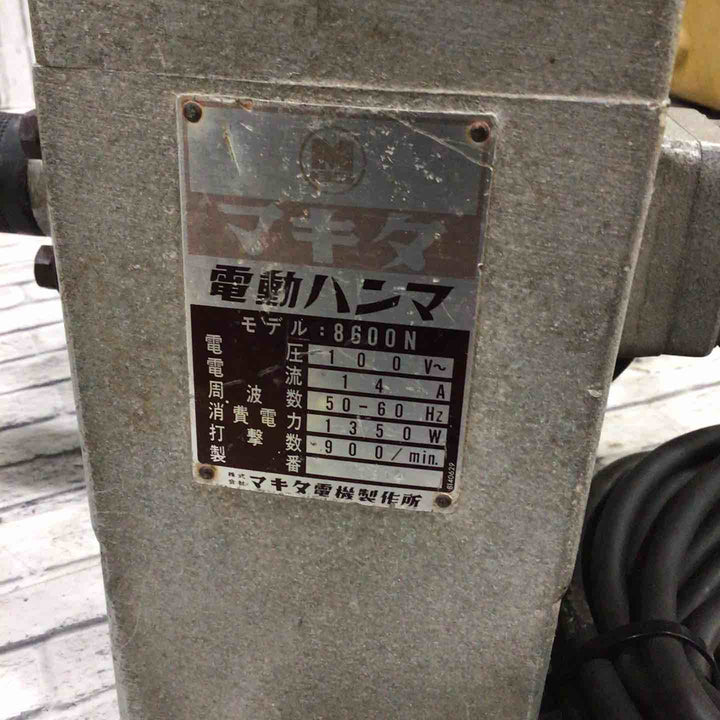 マキタ
電動ハンマ
モデル:8600N
電圧 100V~
電流 14A
周波数 50-60Hz
消費電力 1350W
打撃数 900/min.
製番
株式会社 マキタ電機製作所
6140629